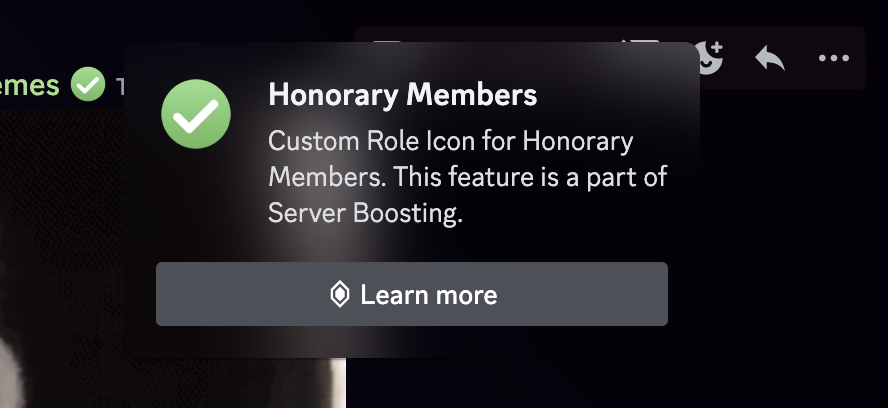 emes
Honorary Members
Custom Role Icon for Honorary
Members. This feature is a part of
Server Boosting.
Learn more